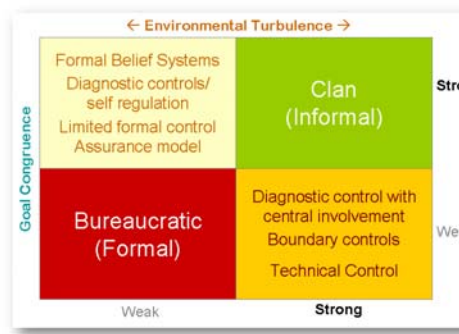 ← Environmental Turbulence →
Goal Congruence
Formal Belief Systems
Diagnostic controls/
self regulation
Limited formal control
Assurance model
Clan
(Informal)
Bureaucratic
(Formal)
Diagnostic control with
central involvement
Boundary controls
Technical Control
Weak
Strong